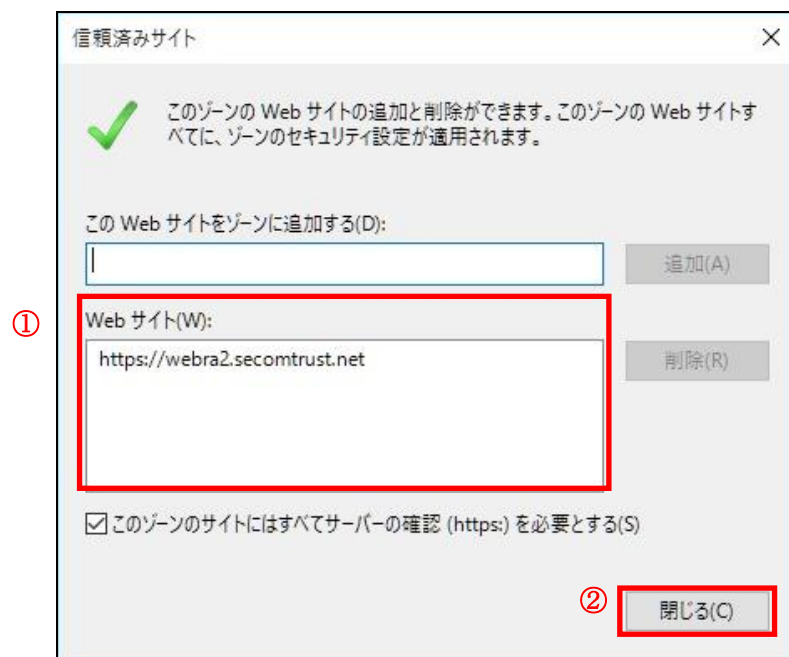 信頼済みサイト
このゾーンの Web サイトの追加と削除ができます。このゾーンの Web サイトす
べてに、ゾーンのセキュリティ設定が適用されます。
この Web サイトをゾーンに追加する(D):
追加(A)
①
Web サイト(W):
https://webra2.secomtrust.net
削除(R)
このゾーンのサイトにはすべてサーバーの確認 (https:) を必要とする(S)
②
閉じる(C)